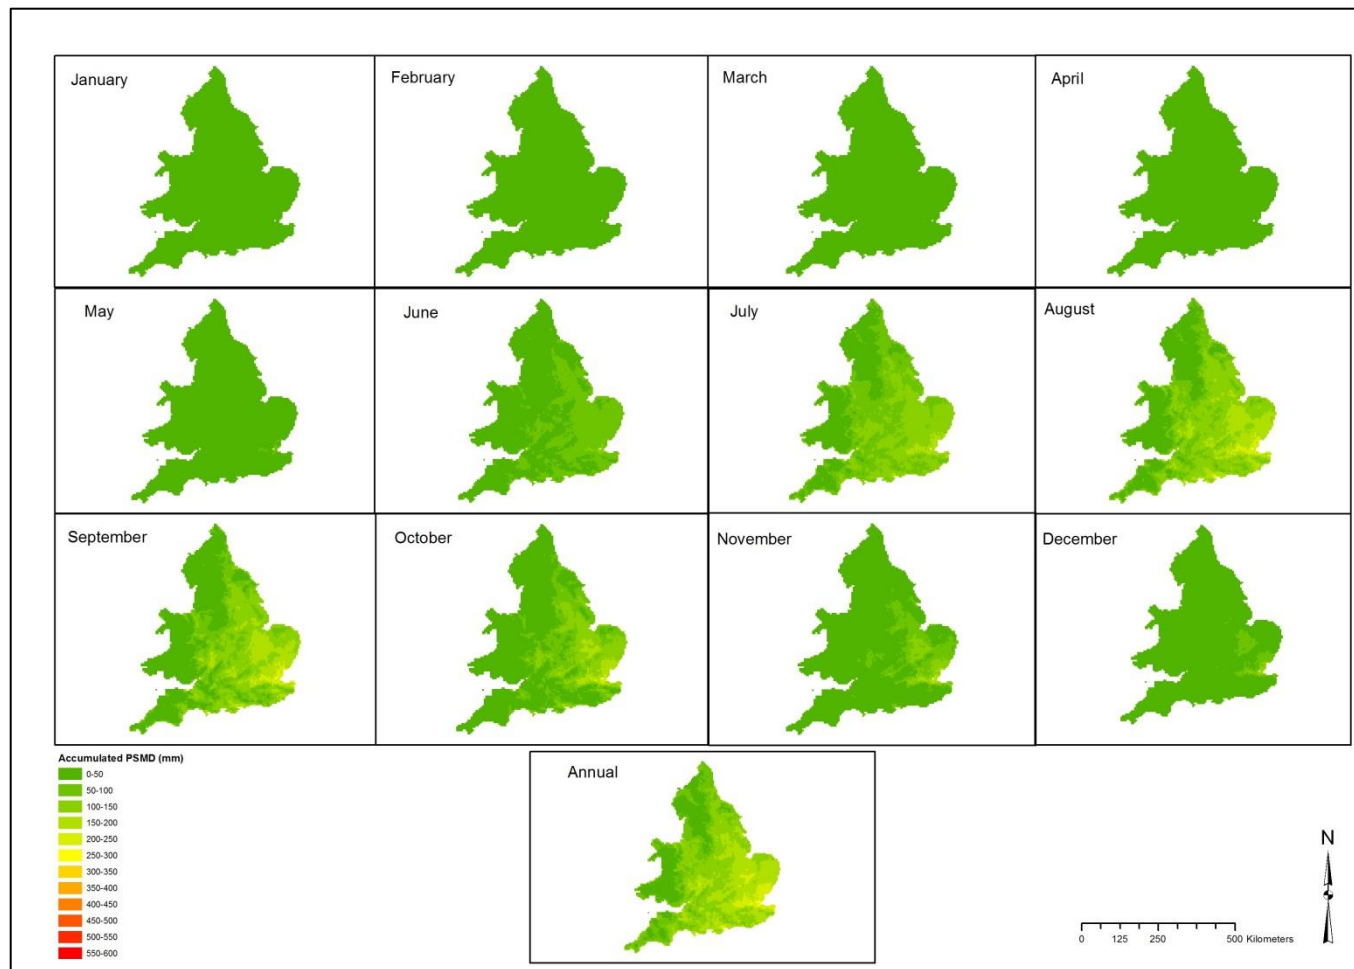 January
February
March
April
May
June
July
August
September
October
November
December
Accumulated PSMD (mm)
0-50
50-100
100-150
150-200
200-250
250-300
300-350
350-400
400-450
450-500
500-550
550-600
Annual
N
0 125 250 500 Kilometers